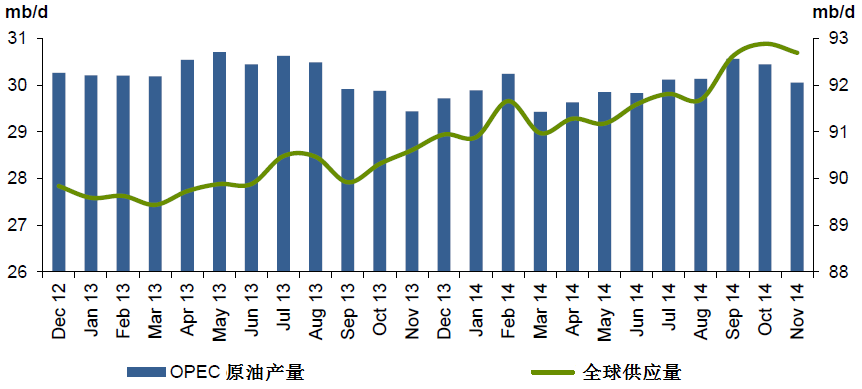 mb/d mb/d
31 93
30 92
29 91
28 90
27 89
26 88
Dec 12 Jan 13 Feb 13 Mar 13 Apr 13 May 13 Jun 13 Jul 13 Aug 13 Sep 13 Oct 13 Nov 13 Dec 13 Jan 14 Feb 14 Mar 14 Apr 14 May 14 Jun 14 Jul 14 Aug 14 Sep 14 Oct 14 Nov 14
OPEC 原油产量 全球供应量